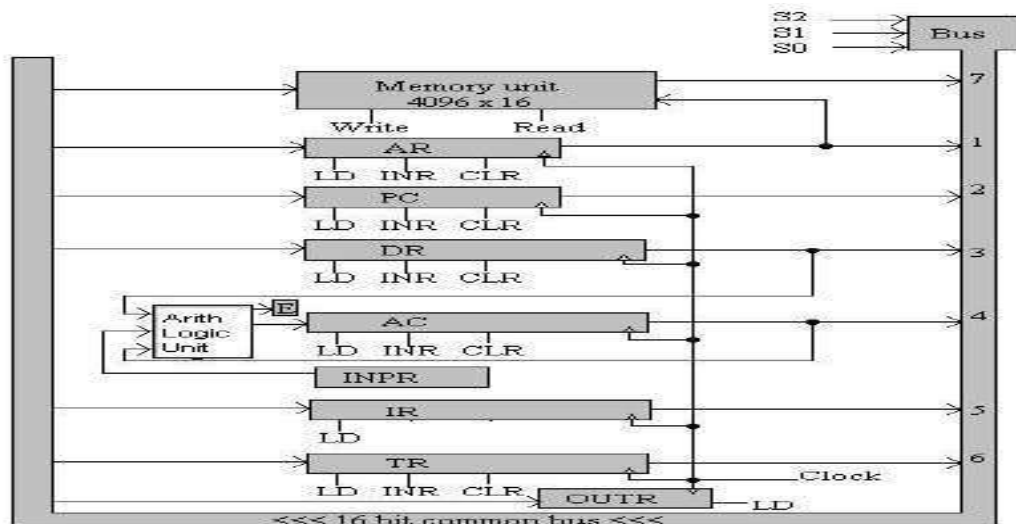 S2
S1
S0
Bus
Memory unit
4096 x 16
7
Write Read
AR
1
LD INR CLR
PC
2
LD INR CLR
DR
3
LD INR CLR
E
Arith
Logic
Unit
AC
4
LD INR CLR
INPR
IR
5
LD
TR
6
Clock
LD INR CLR
OUTR
LD
<<< 16 bit common bus <<<